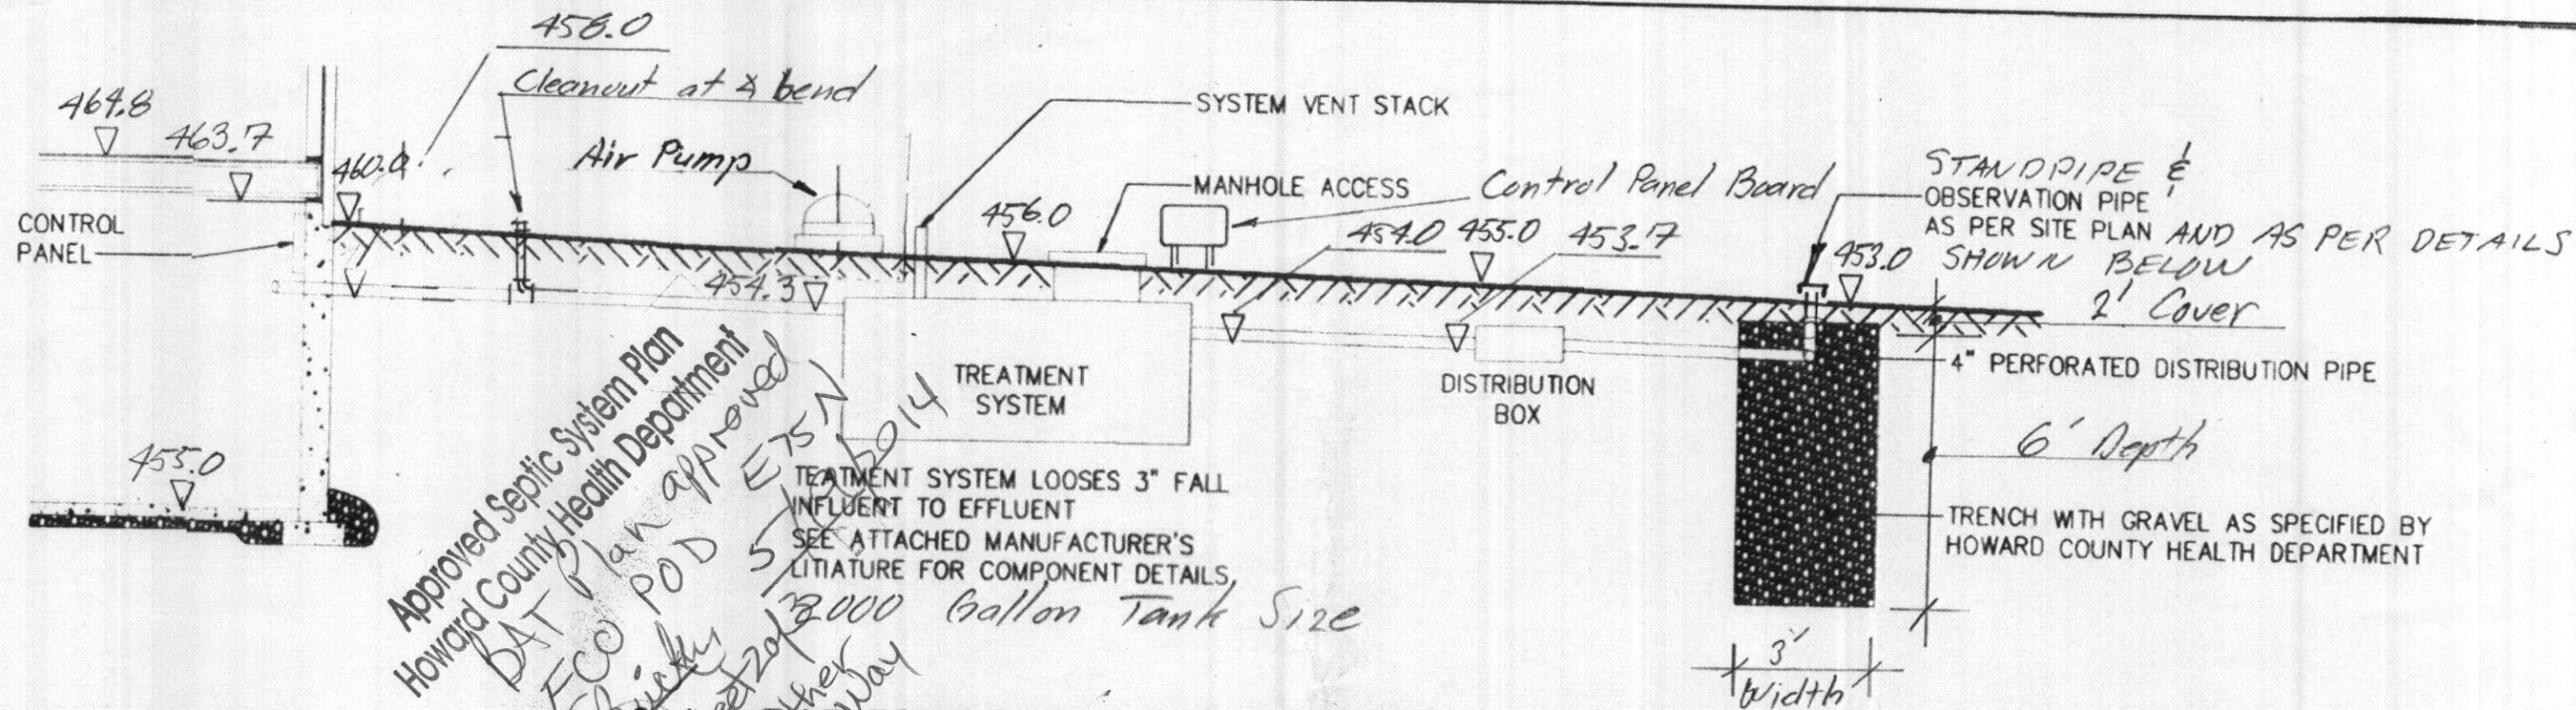 458.0
Cleanout at & bend
464.8
463.7
460.0
Air Pump
SYSTEM VENT STACK
MANHOLE ACCESS
Control Panel Board
STANDPIPE &
OBSERVATION PIPE
AS PER SITE PLAN AND AS PER DETAILS
SHOWN BELOW
CONTROL
PANEL
456.0
454.0
455.0
453.7
453.0
2' Cover
454.3
TREATMENT
SYSTEM
DISTRIBUTION
BOX
4" PERFORATED DISTRIBUTION PIPE
6' Depth
455.0
TEATMENT SYSTEM LOOSES 3" FALL
INFLUENT TO EFFLUENT
SEE ATTACHED MANUFACTURER'S
LITIATURE FOR COMPONENT DETAILS,
TRENCH WITH GRAVEL AS SPECIFIED BY
HOWARD COUNTY HEALTH DEPARTMENT
Gallon Tank Size
3'
Width
Approved Septic System Plan
Howard County Health Department
BAT Plan approved
ECO POD E75N
Way